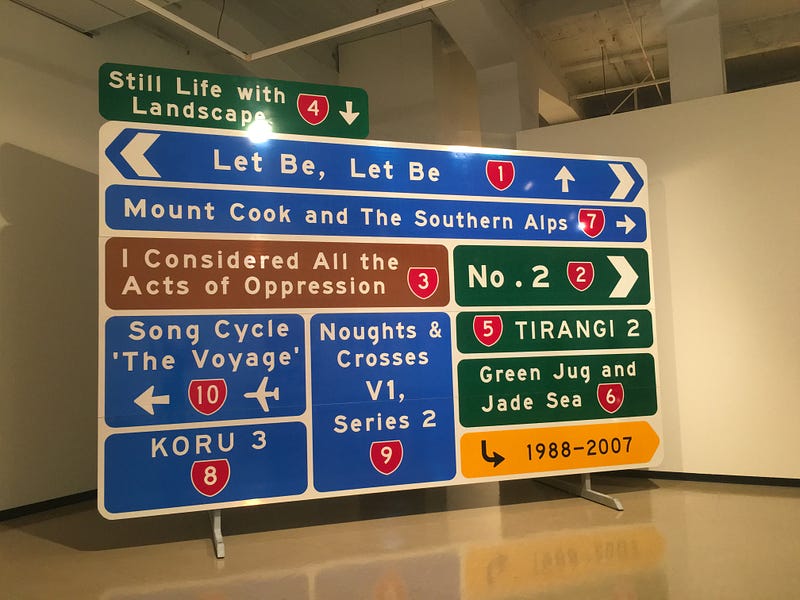 Still Life with
Landscape 4
Let Be, Let Be 1
Mount Cook and The Southern Alps 7
I Considered All the
Acts of Oppression 3
No.2 2
Song Cycle
'The Voyage'
10
Noughts &
Crosses
V1,
Series 2
9
5 TIRANGI 2
Green Jug and
Jade Sea 6
KORU 3
8
1988-2007